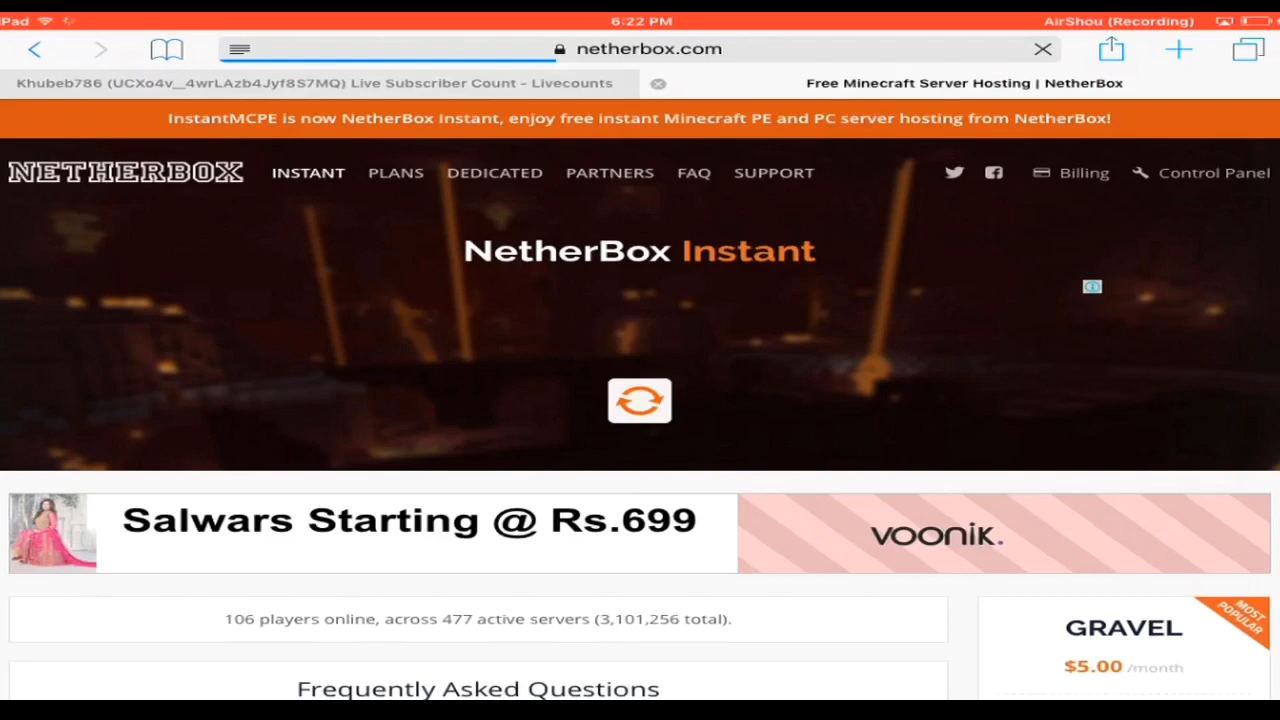 Pad 6:22 PM AirShou (Recording)
netherbox.com
Khubeb786 (UCXo4v__4wrLAzb4Jyf8S7MQ) Live Subscriber Count - Livecounts Free Minecraft Server Hosting | NetherBox
InstantMCPE is now NetherBox Instant, enjoy free instant Minecraft PE and PC server hosting from NetherBox!
NETHERBOX INSTANT PLANS DEDICATED PARTNERS FAQ SUPPORT Billing Control Panel
NetherBox Instant
Salwars Starting @ Rs.699
VOONIK.
106 players online, across 477 active servers (3,101,256 total).
MOST
POPULAR
GRAVEL
$5.00 /month
Frequently Asked Questions